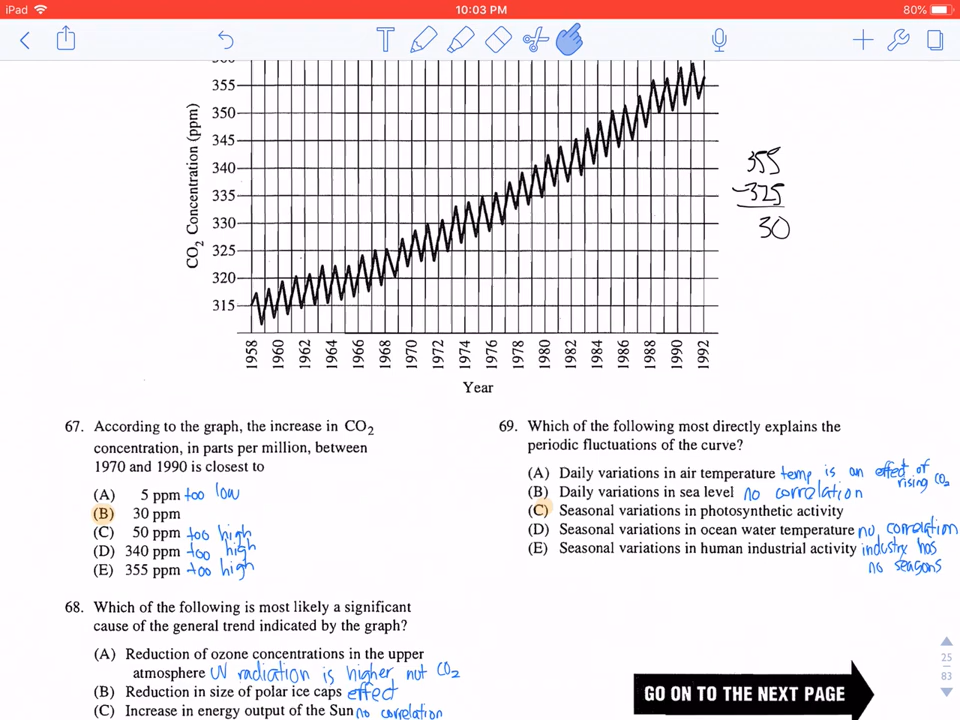 iPad 10:03 PM 80%
T
360
355
350
345
340
335
330
325
320
315
CO2 Concentration (ppm)
1958 1960 1962 1964 1966 1968 1970 1972 1974 1976 1978 1980 1982 1984 1986 1988 1990 1992
Year
355
-325
30
67. According to the graph, the increase in CO2
concentration, in parts per million, between
1970 and 1990 is closest to
(A) 5 ppm too low
(B) 30 ppm
(C) 50 ppm too high
(D) 340 ppm too high
(E) 355 ppm too high
68. Which of the following is most likely a significant
cause of the general trend indicated by the graph?
(A) Reduction of ozone concentrations in the upper
atmosphere UV radiation is higher not CO2
(B) Reduction in size of polar ice caps effect
(C) Increase in energy output of the Sun no correlation
69. Which of the following most directly explains the
periodic fluctuations of the curve?
(A) Daily variations in air temperature temp is an effect of
rising CO2
(B) Daily variations in sea level no correlation
(C) Seasonal variations in photosynthetic activity
(D) Seasonal variations in ocean water temperature no correlation
(E) Seasonal variations in human industrial activity industry has
no seasons
GO ON TO THE NEXT PAGE
25
83